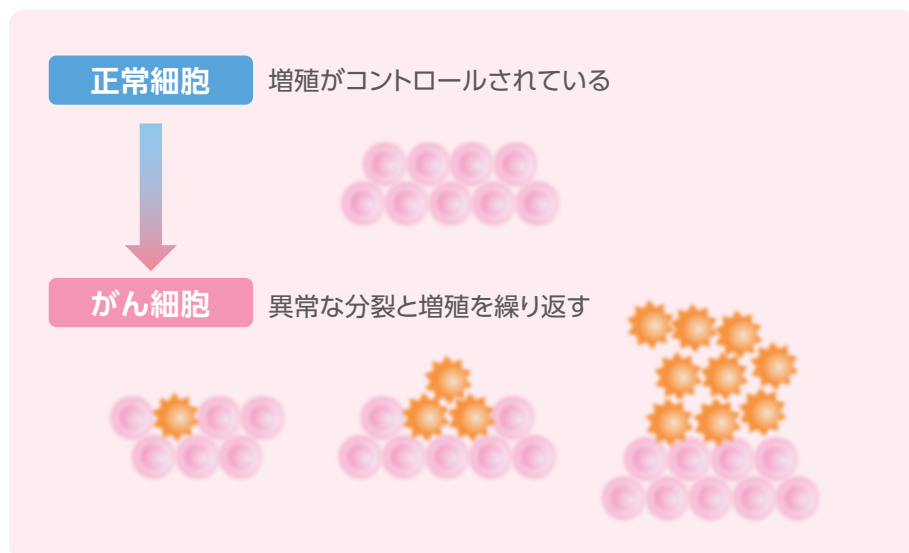 正常細胞
増殖がコントロールされている
がん細胞
異常な分裂と増殖を繰り返す